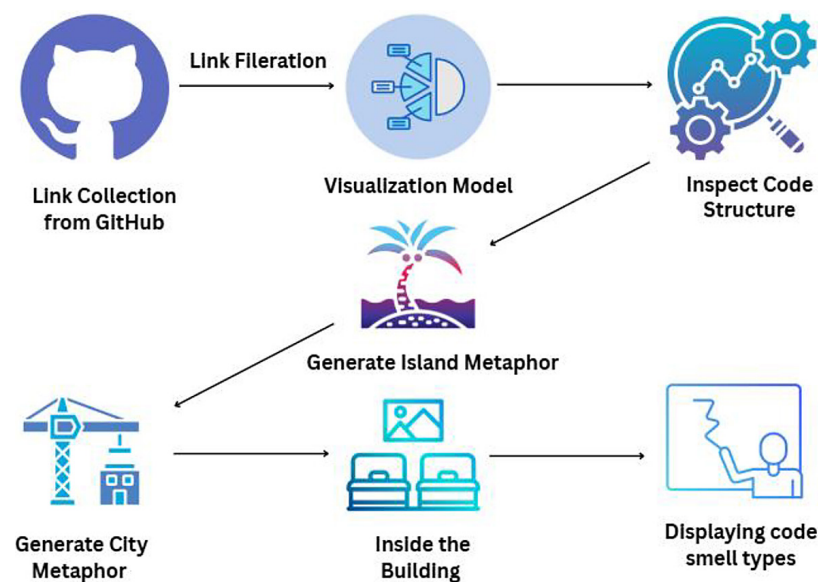 Link Fileration
Link Collection
from GitHub
Visualization Model
Inspect Code
Structure
Generate Island Metaphor
Generate City
Metaphor
Inside the
Building
Displaying code
smell types